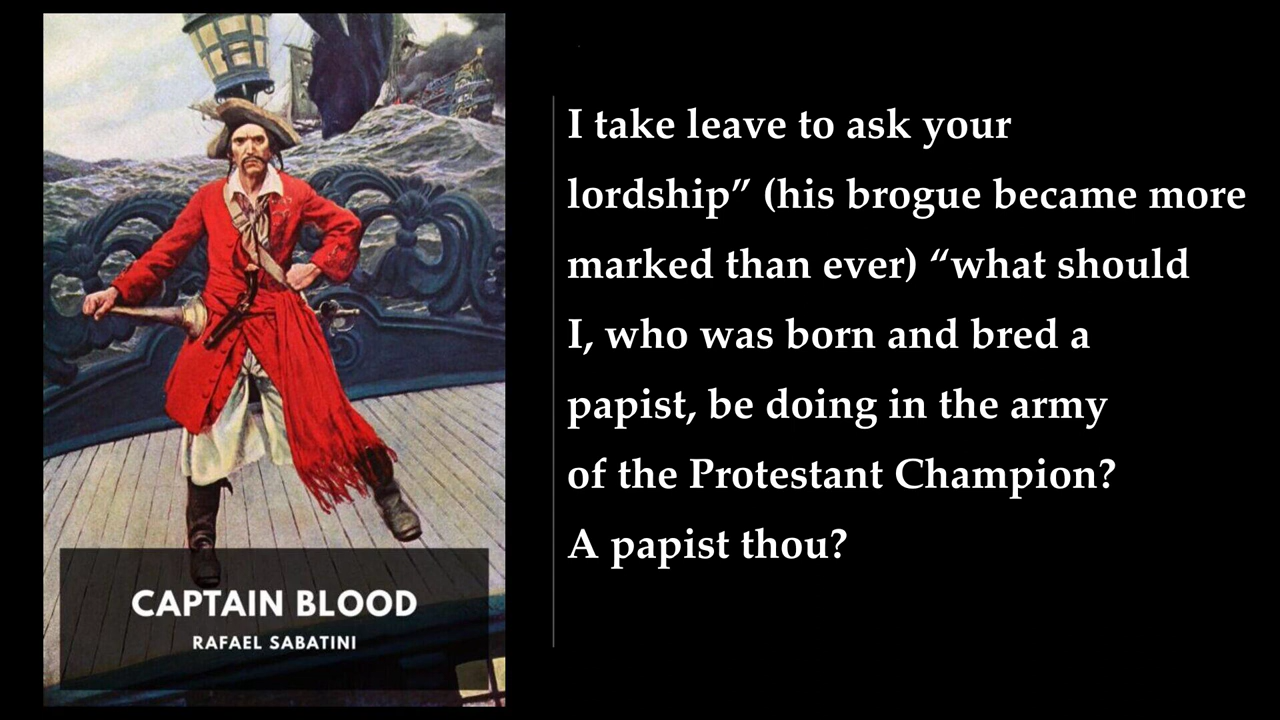 CAPTAIN BLOOD
RAFAEL SABATINI
I take leave to ask your
lordship” (his brogue became more
marked than ever) “what should
I, who was born and bred a
papist, be doing in the army
of the Protestant Champion?
A papist thou?